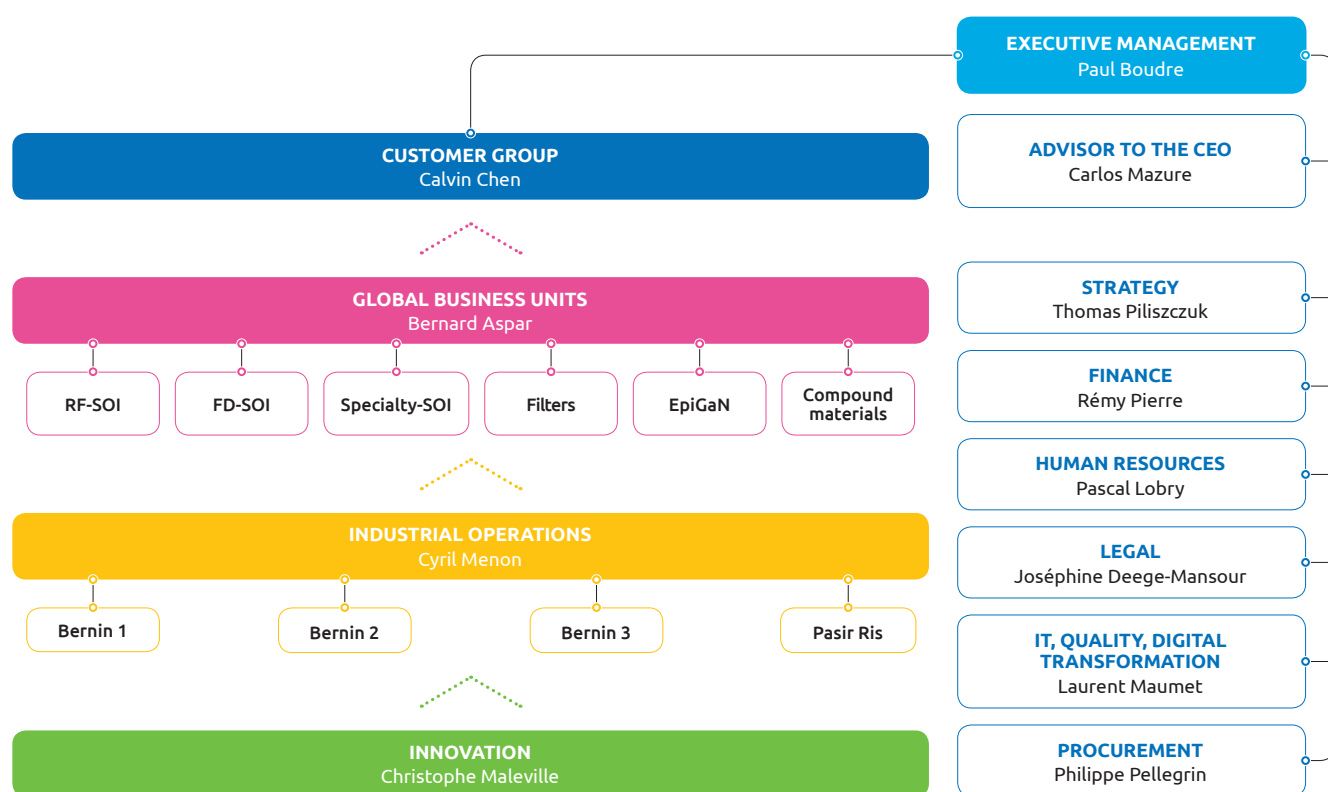 EXECUTIVE MANAGEMENT
Paul Boudre
CUSTOMER GROUP
Calvin Chen
ADVISOR TO THE CEO
Carlos Mazure
GLOBAL BUSINESS UNITS
Bernard Aspar
RF-SOI
FD-SOI
Specialty-SOI
Filters
EpiGaN
Compound
materials
INDUSTRIAL OPERATIONS
Cyril Menon
Bernin 1
Bernin 2
Bernin 3
Pasir Ris
INNOVATION
Christophe Maleville
STRATEGY
Thomas Piliszczuk
FINANCE
Rémy Pierre
HUMAN RESOURCES
Pascal Lobry
LEGAL
Joséphine Deege-Mansour
IT, QUALITY, DIGITAL
TRANSFORMATION
Laurent Maumet
PROCUREMENT
Philippe Pellegrin